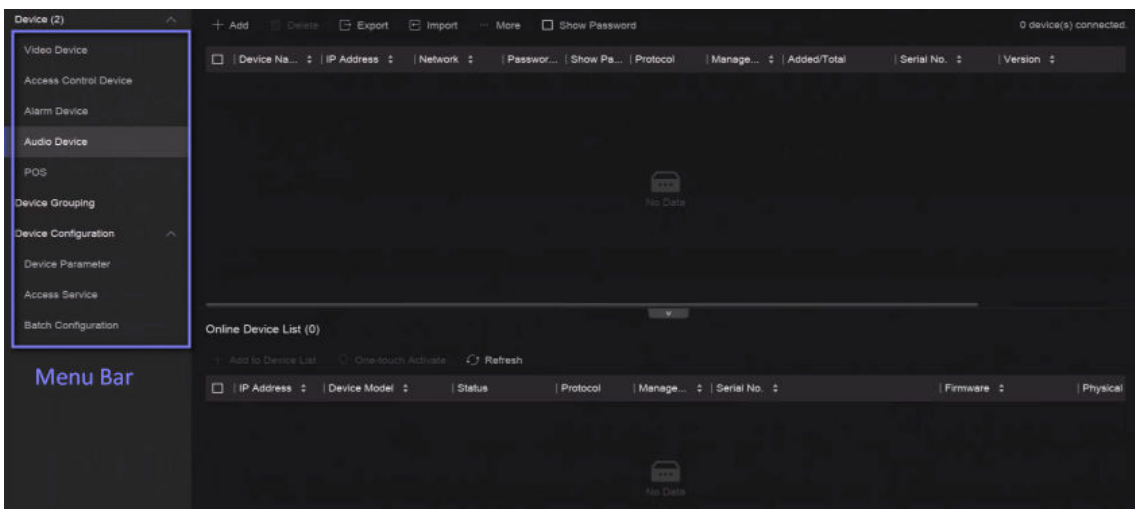 Device (2)
Video Device
Access Control Device
Alarm Device
Audio Device
POS
Device Grouping
Device Configuration
Device Parameter
Access Service
Batch Configuration
Menu Bar
+ Add Delete Export Import ··· More Show Password 0 device(s) connected.
| Device Na... | IP Address | Network | Passwor... | Show Pa... | Protocol | Manage... | Added/Total | Serial No. | Version
No Data
Online Device List (0)
+ Add to Device List One-touch Activate Refresh
| IP Address | Device Model | Status | Protocol | Manage... | Serial No. | Firmware | Physical
No Data